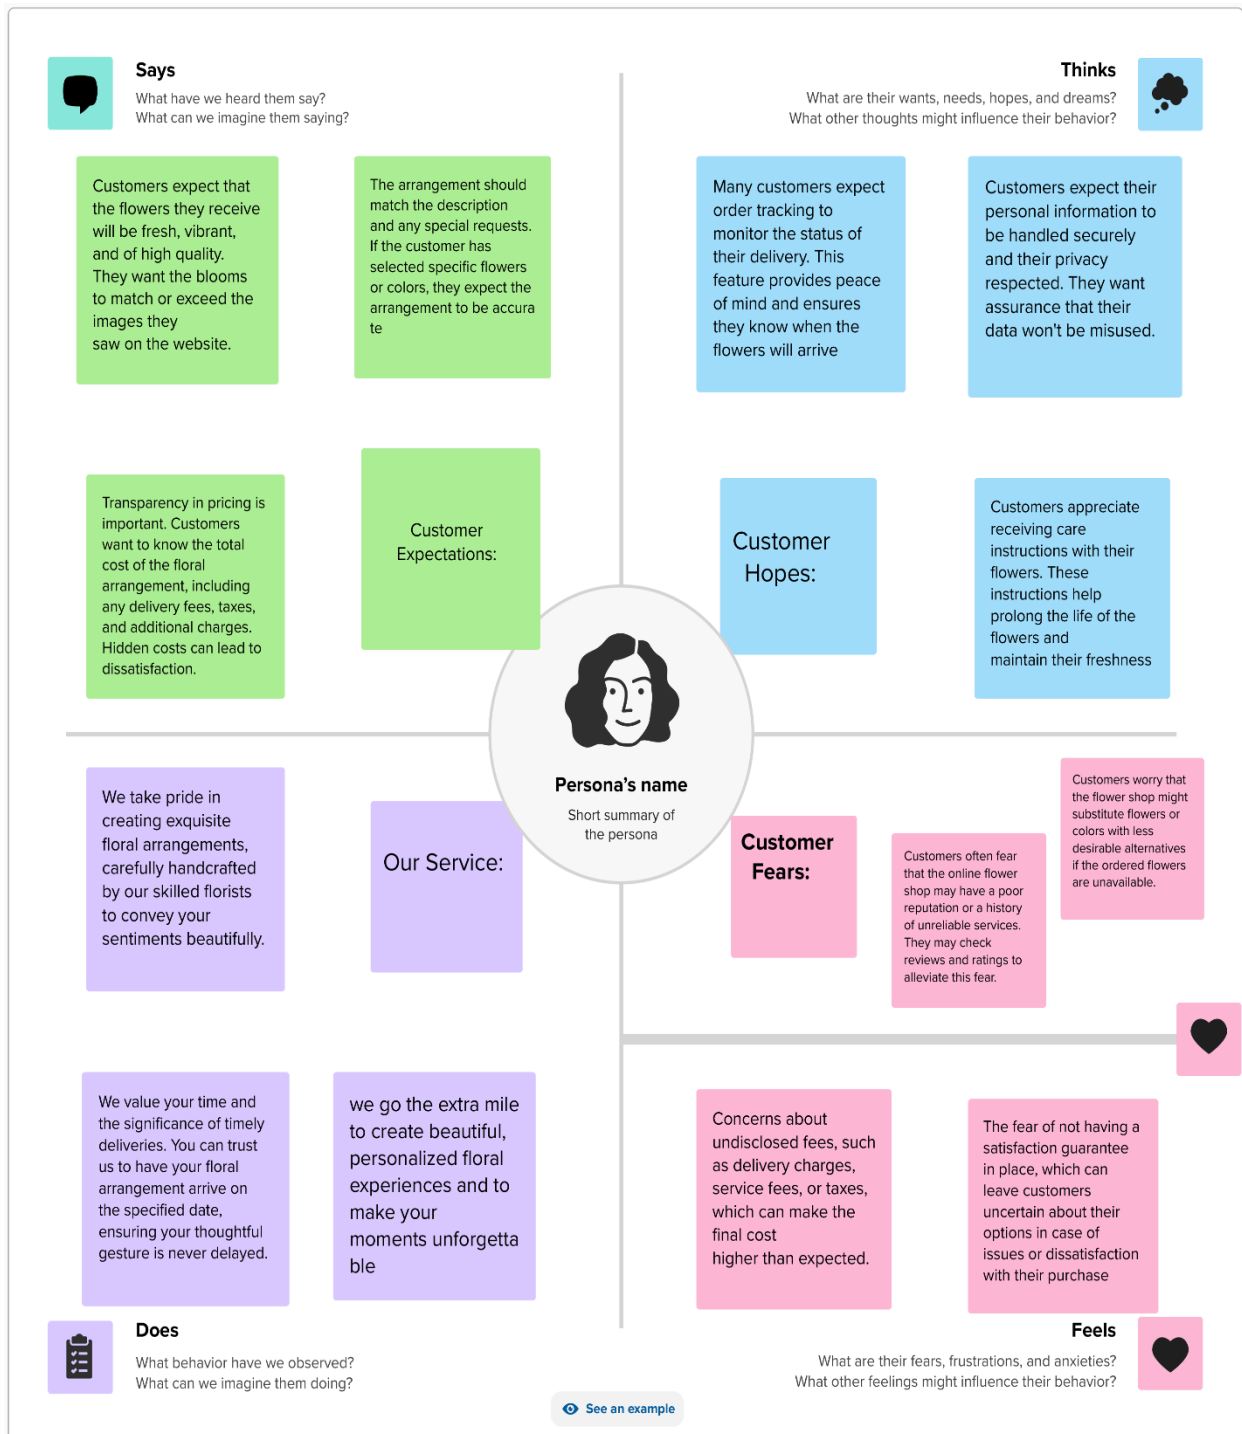 Says
What have we heard them say?
What can we imagine them saying?
Customers expect that
the flowers they receive
will be fresh, vibrant,
and of high quality.
They want the blooms
to match or exceed the
images they
saw on the website.
The arrangement should
match the description
and any special requests.
If the customer has
selected specific flowers
or colors, they expect the
arrangement to be accura
te
Transparency in pricing is
important. Customers
want to know the total
cost of the floral
arrangement, including
any delivery fees, taxes,
and additional charges.
Hidden costs can lead to
dissatisfaction.
Customer
Expectations:
Thinks
What are their wants, needs, hopes, and dreams?
What other thoughts might influence their behavior?
Many customers expect
order tracking to
monitor the status of
their delivery. This
feature provides peace
of mind and ensures
they know when the
flowers will arrive
Customers expect their
personal information to
be handled securely
and their privacy
respected. They want
assurance that their
data won't be misused.
Customer
Hopes:
Customers appreciate
receiving care
instructions with their
flowers. These
instructions help
prolong the life of the
flowers and
maintain their freshness
Persona's name
Short summary of
the persona
We take pride in
creating exquisite
floral arrangements,
carefully handcrafted
by our skilled florists
to convey your
sentiments beautifully.
Our Service:
We value your time and
the significance of timely
deliveries. You can trust
us to have your floral
arrangement arrive on
the specified date,
ensuring your thoughtful
gesture is never delayed.
we go the extra mile
to create beautiful,
personalized floral
experiences and to
make your
moments unforgetta
ble
Does
What behavior have we observed?
What can we imagine them doing?
Customer
Fears:
Customers often fear
that the online flower
shop may have a poor
reputation or a history
of unreliable services.
They may check
reviews and ratings to
alleviate this fear.
Customers worry that
the flower shop might
substitute flowers or
colors with less
desirable alternatives
if the ordered flowers
are unavailable.
Concerns about
undisclosed fees, such
as delivery charges,
service fees, or taxes,
which can make the
final cost
higher than expected.
The fear of not having a
satisfaction guarantee
in place, which can
leave customers
uncertain about their
options in case of
issues or dissatisfaction
with their purchase
Feels
What are their fears, frustrations, and anxieties?
What other feelings might influence their behavior?
See an example